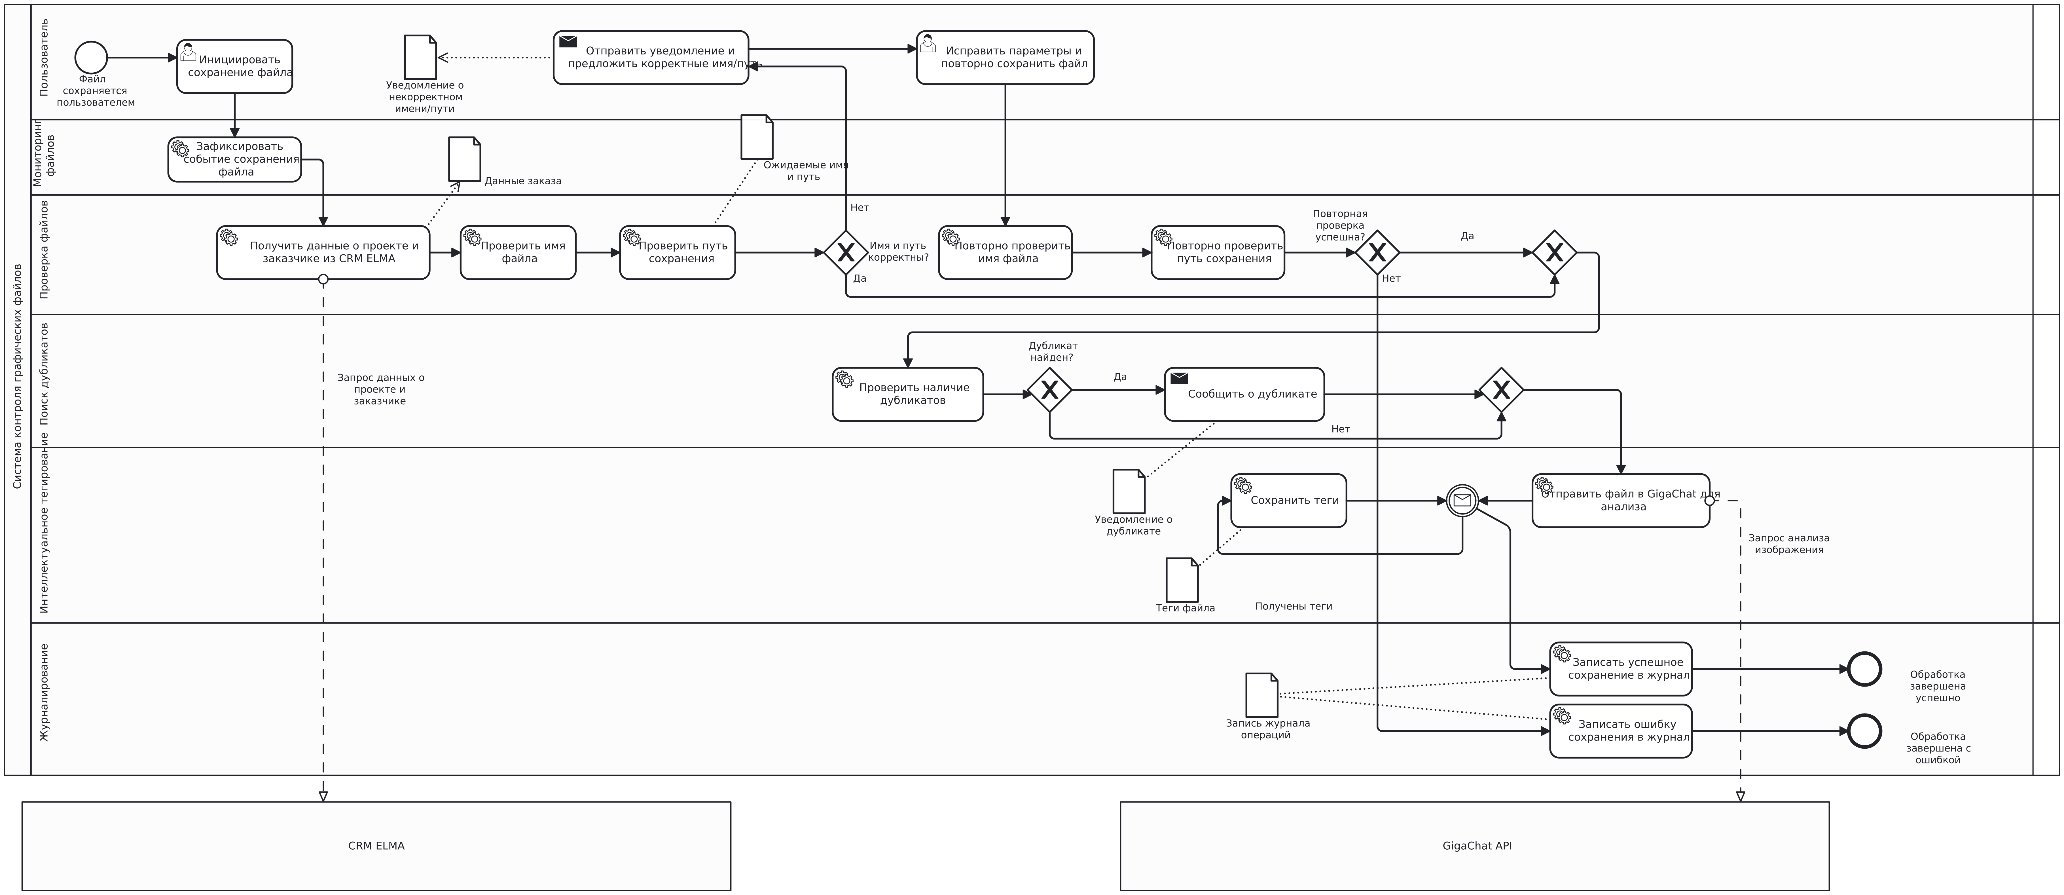 Система контроля графических файлов
Пользователь
Файл
сохраняется
пользователем
Инициировать
сохранение файла
Уведомление о
некорректном
имени/пути
Отправить уведомление и
предложить корректные имя/путь
Исправить параметры и
повторно сохранить файл
Мониторинг
файлов
Зафиксировать
событие сохранения
файла
Данные заказа
Ожидаемые имя
и путь
Проверка файлов
Получить данные о проекте и
заказчике из CRM ELMA
Проверить имя
файла
Проверить путь
сохранения
Нет
Имя и путь
корректны?
Да
Повторно проверить
имя файла
Повторно проверить
путь сохранения
Повторная
проверка
успешна?
Да
Нет
Поиск дубликатов
Запрос данных о
проекте и
заказчике
Проверить наличие
дубликатов
Дубликат
найден?
Да
Сообщить о дубликате
Нет
Интеллектуальное тегирование
Уведомление о
дубликате
Сохранить теги
Отправить файл в GigaChat для
анализа
Запрос анализа
изображения
Теги файла
Получены теги
Журналирование
Запись журнала
операций
Записать успешное
сохранение в журнал
Обработка
завершена
успешно
Записать ошибку
сохранения в журнал
Обработка
завершена с
ошибкой
CRM ELMA
GigaChat API